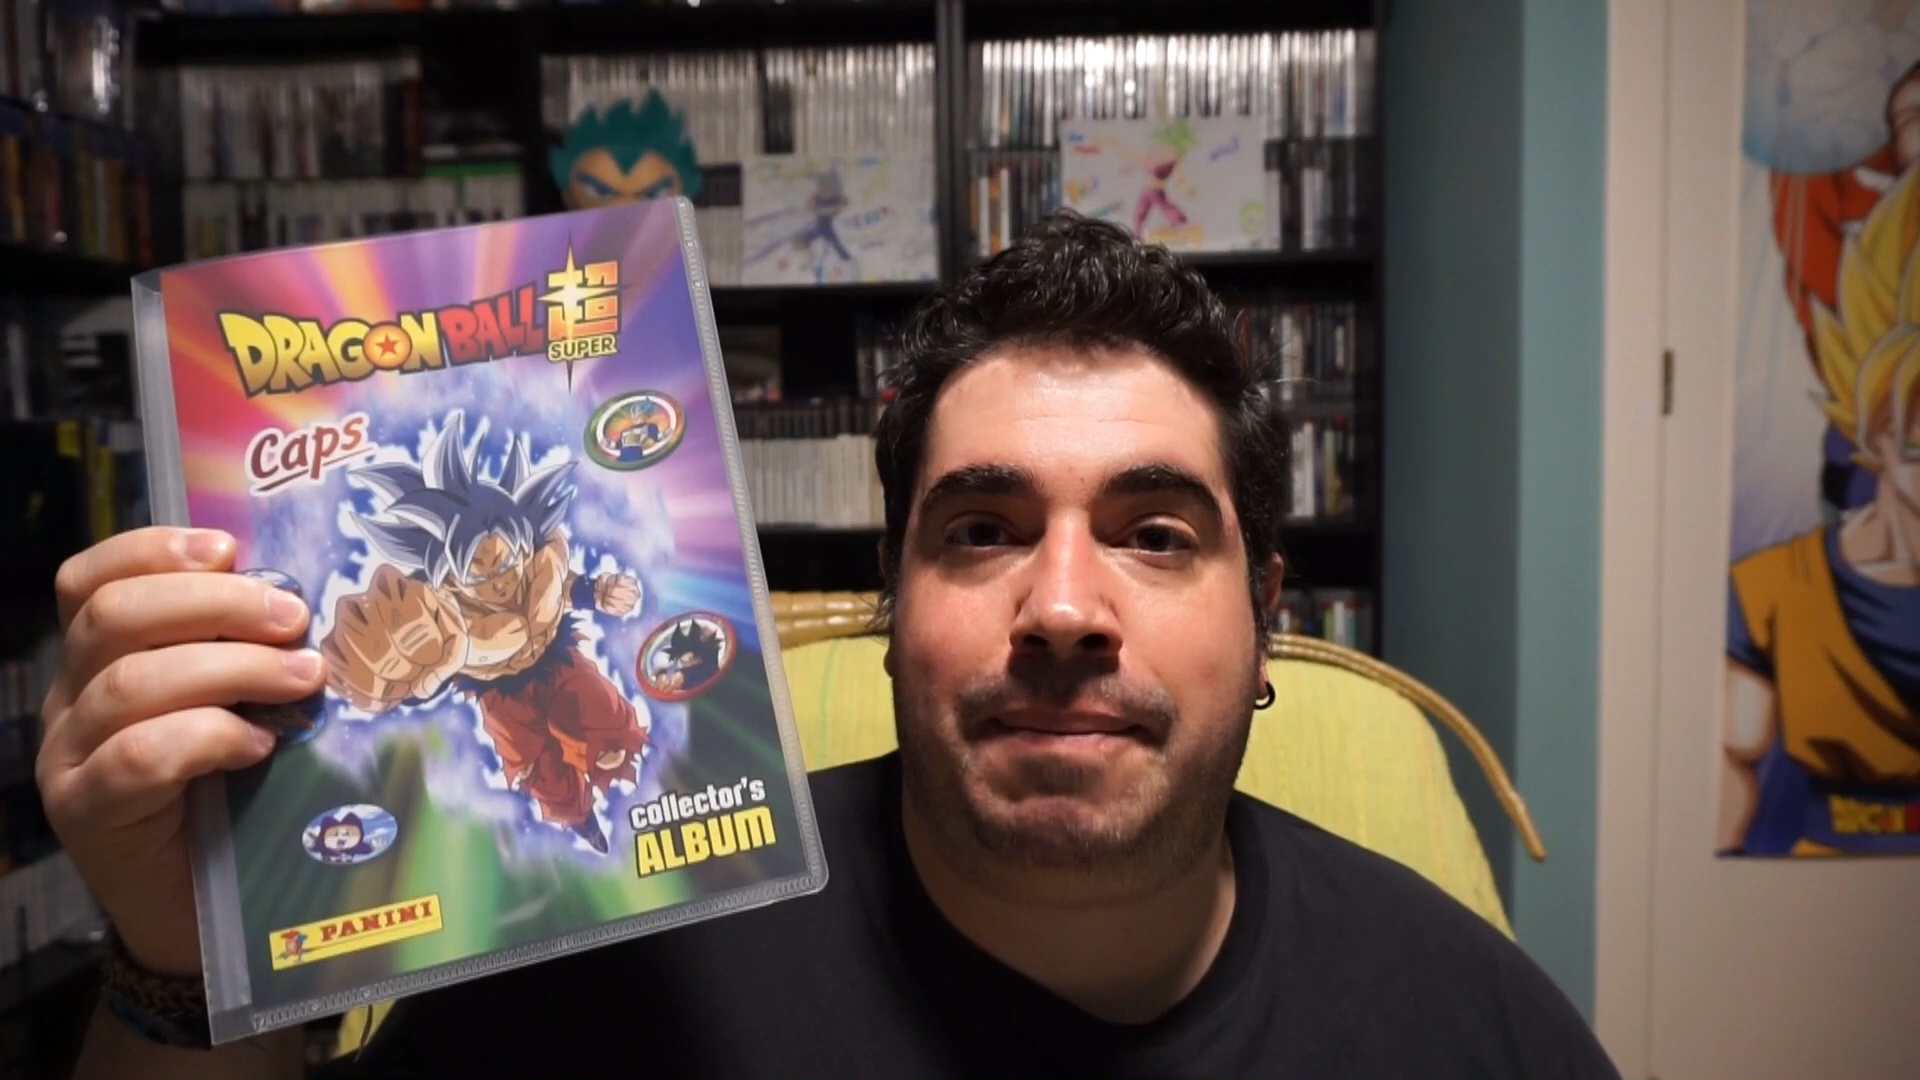 DRAGON BALL
超
SUPER
Caps
collector's
ALBUM
PANINI